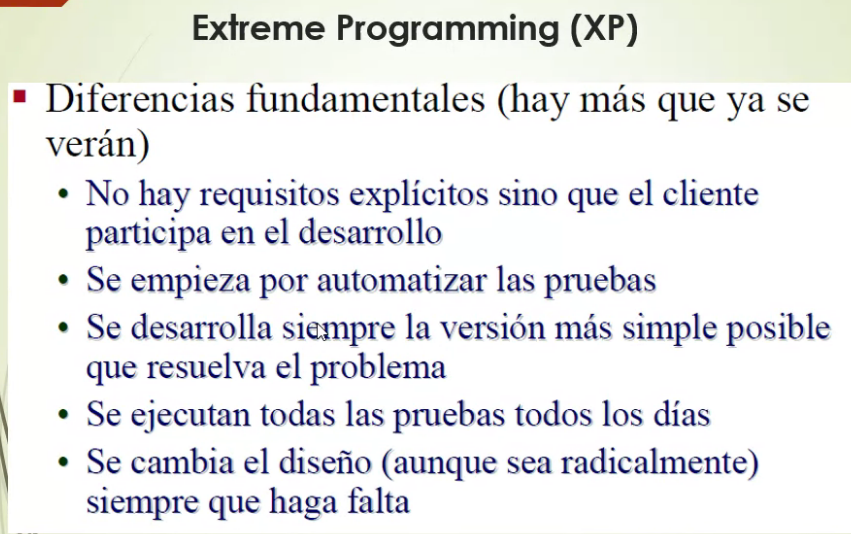 Extreme Programming (XP)
Diferencias fundamentales (hay más que ya se
verán)
No hay requisitos explícitos sino que el cliente
participa en el desarrollo
Se empieza por automatizar las pruebas
Se desarrolla siempre la versión más simple posible
que resuelva el problema
Se ejecutan todas las pruebas todos los días
Se cambia el diseño (aunque sea radicalmente)
siempre que haga falta